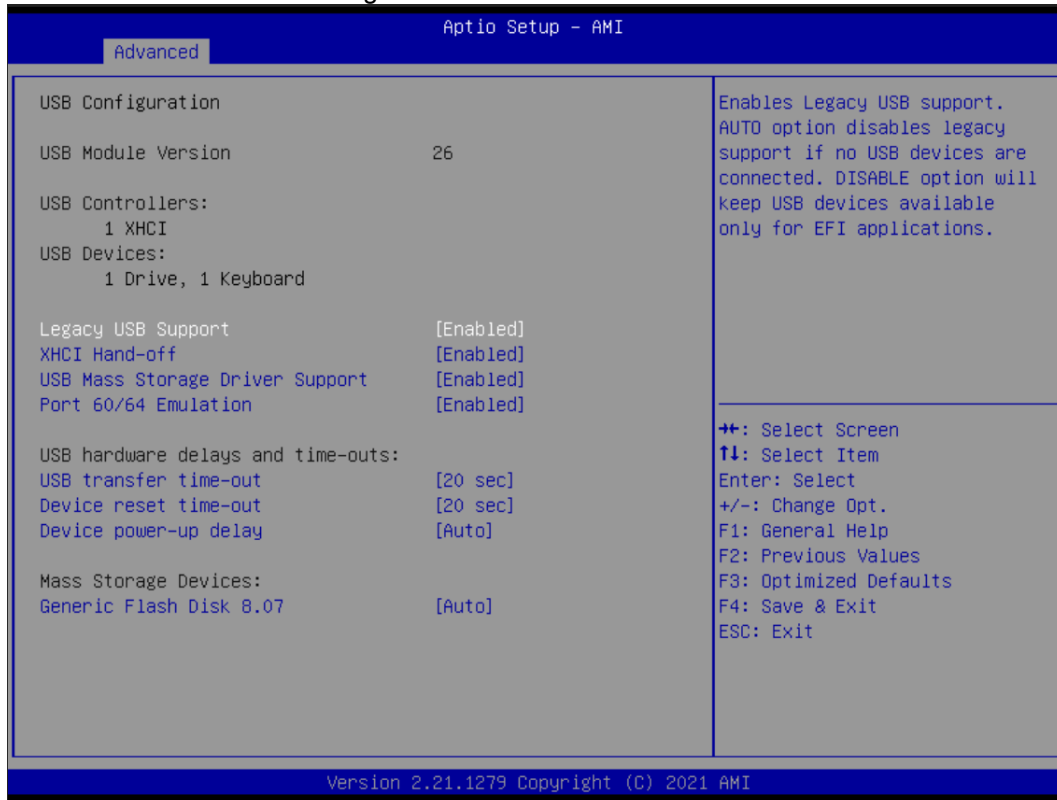 Aptio Setup – AMI
Advanced
USB Configuration
USB Module Version 26
USB Controllers:
1 XHCI
USB Devices:
1 Drive, 1 Keyboard
Legacy USB Support [Enabled]
XHCI Hand-off [Enabled]
USB Mass Storage Driver Support [Enabled]
Port 60/64 Emulation [Enabled]
USB hardware delays and time-outs:
USB transfer time-out [20 sec]
Device reset time-out [20 sec]
Device power-up delay [Auto]
Mass Storage Devices:
Generic Flash Disk 8.07 [Auto]
Enables Legacy USB support.
AUTO option disables legacy
support if no USB devices are
connected. DISABLE option will
keep USB devices available
only for EFI applications.
→←: Select Screen
↑↓: Select Item
Enter: Select
+/-: Change Opt.
F1: General Help
F2: Previous Values
F3: Optimized Defaults
F4: Save & Exit
ESC: Exit
Version 2.21.1279 Copyright (C) 2021 AMI